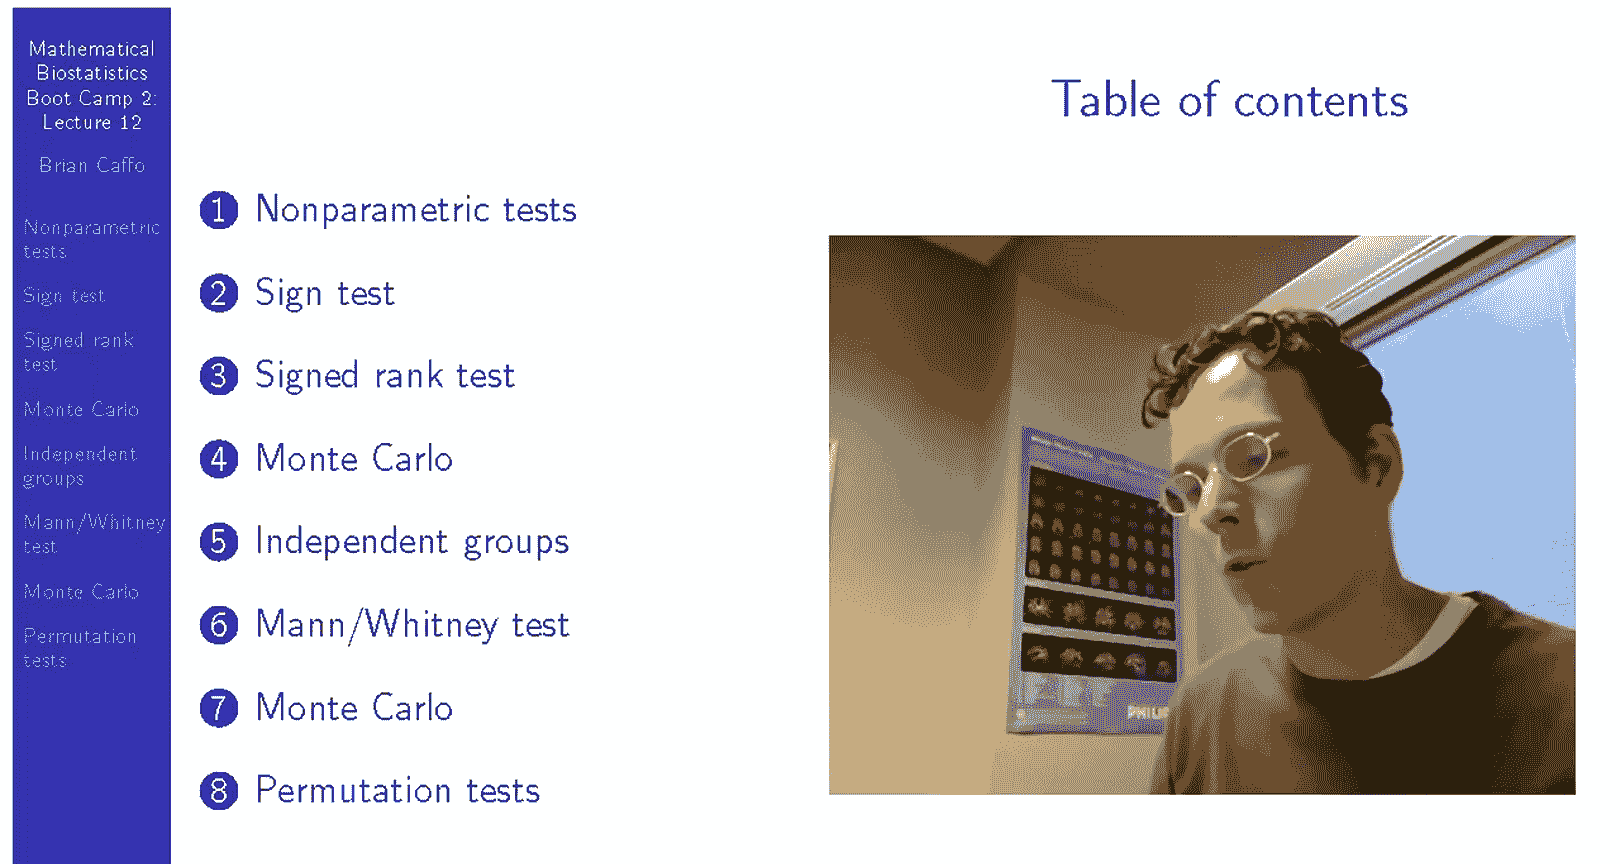 Mathematical
Biostatistics
Boot Camp 2:
Lecture 12
Brian Caffo
Nonparametric
tests
Sign test
Signed rank
test
Monte Carlo
Independent
groups
Mann/Whitney
test
Monte Carlo
Permutation
tests
Table of contents
1 Nonparametric tests
2 Sign test
3 Signed rank test
4 Monte Carlo
5 Independent groups
6 Mann/Whitney test
7 Monte Carlo
8 Permutation tests